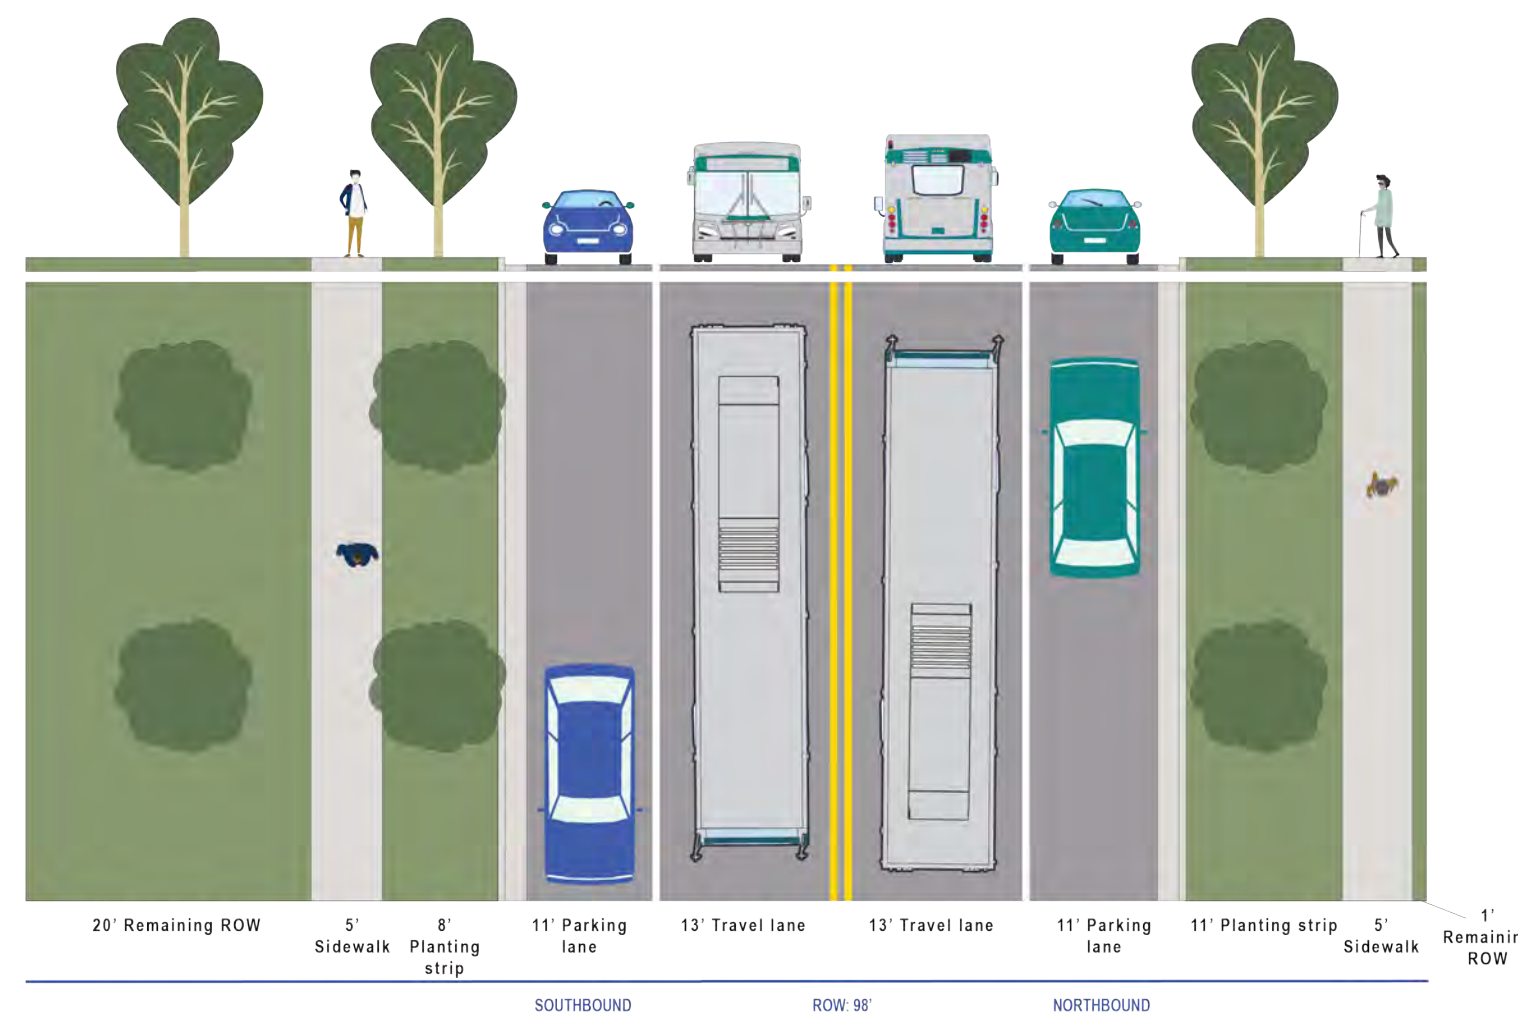 20' Remaining ROW
5'
Sidewalk
8'
Planting
strip
11' Parking
lane
13' Travel lane
13' Travel lane
11' Parking
lane
11' Planting strip
5'
Sidewalk
1'
Remainir
ROW
SOUTHBOUND
ROW: 98'
NORTHBOUND